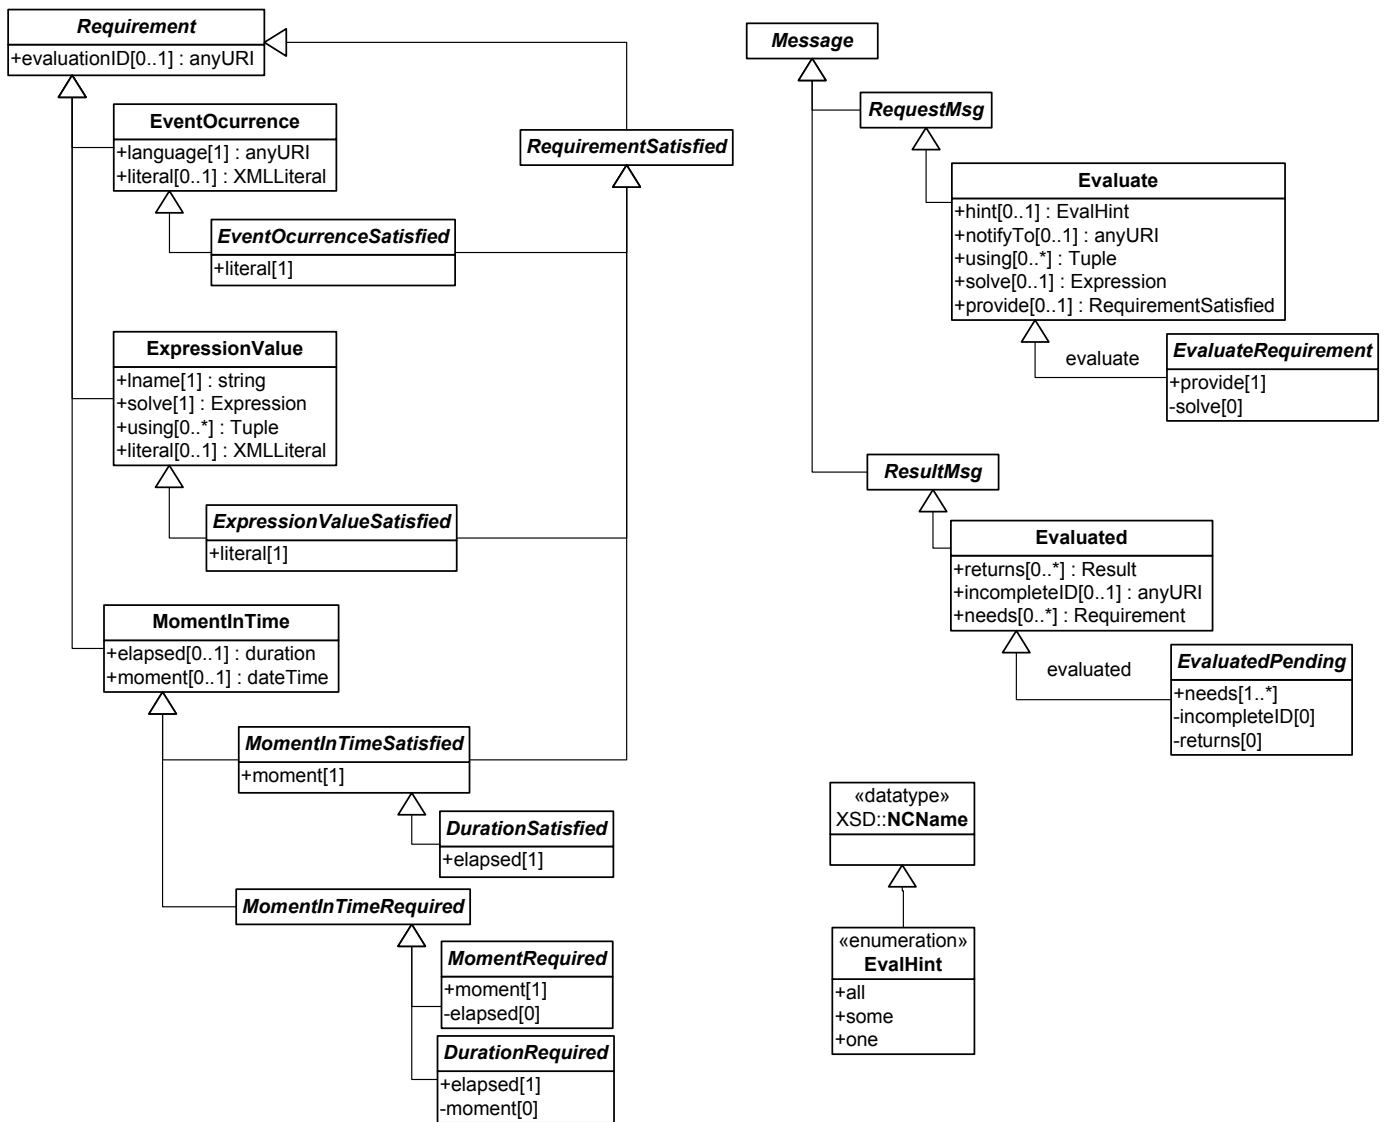 Requirement
+evaluationID[0..1] : anyURI
EventOcurrence
+language[1] : anyURI
+literal[0..1] : XMLLiteral
EventOcurrenceSatisfied
+literal[1]
RequirementSatisfied
ExpressionValue
+lname[1] : string
+solve[1] : Expression
+using[0..*] : Tuple
+literal[0..1] : XMLLiteral
ExpressionValueSatisfied
+literal[1]
MomentInTime
+elapsed[0..1] : duration
+moment[0..1] : dateTime
MomentInTimeSatisfied
+moment[1]
DurationSatisfied
+elapsed[1]
MomentInTimeRequired
MomentRequired
+moment[1]
-elapsed[0]
DurationRequired
+elapsed[1]
-moment[0]
Message
RequestMsg
Evaluate
+hint[0..1] : EvalHint
+notifyTo[0..1] : anyURI
+using[0..*] : Tuple
+solve[0..1] : Expression
+provide[0..1] : RequirementSatisfied
evaluate
EvaluateRequirement
+provide[1]
-solve[0]
ResultMsg
Evaluated
+returns[0..*] : Result
+incompleteID[0..1] : anyURI
+needs[0..*] : Requirement
evaluated
EvaluatedPending
+needs[1..*]
-incompleteID[0]
-returns[0]
«datatype»
XSD::NCName
«enumeration»
EvalHint
+all
+some
+one